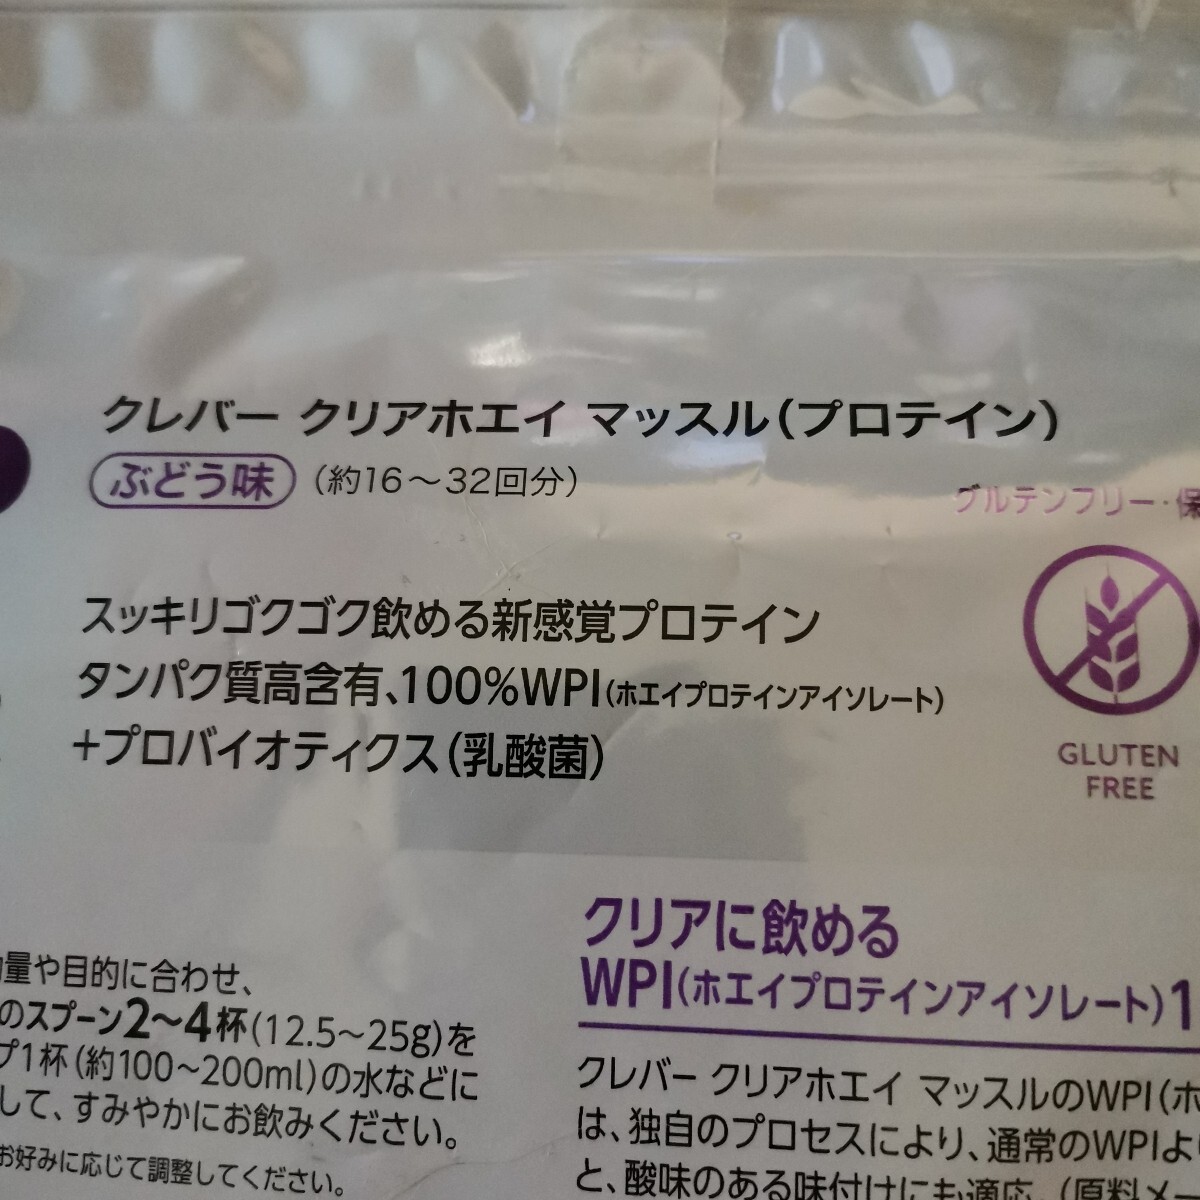 クレバー クリアホエイ マッスル(プロテイン)
ぶどう味 (約16～32回分)
グルテンフリー・保
スッキリゴクゴク飲める新感覚プロテイン
タンパク質高含有、100%WPI(ホエイプロテインアイソレート)
+プロバイオティクス(乳酸菌)
GLUTEN
FREE
量や目的に合わせ、
のスプーン2～4杯(12.5～25g)を
プ1杯(約100～200ml)の水などに
して、すみやかにお飲みください。
お好みに応じて調整してください。
クリアに飲める
WPI(ホエイプロテインアイソレート)1
クレバー クリアホエイ マッスルのWPI(ホ
は、独自のプロセスにより、通常のWPIよ
と、酸味のある味付けにも適応。(原料メー